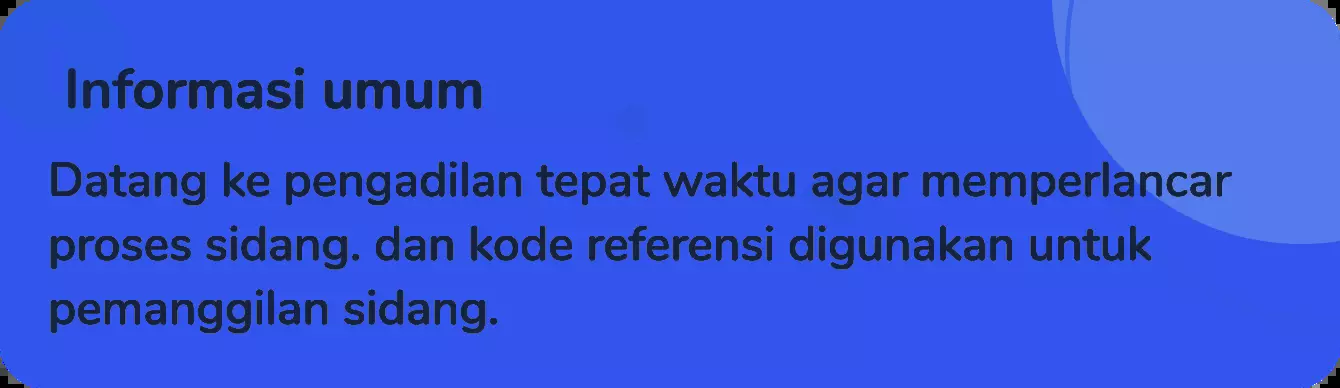 Informasi umum
Datang ke pengadilan tepat waktu agar memperlancar
proses sidang. dan kode referensi digunakan untuk
pemanggilan sidang.